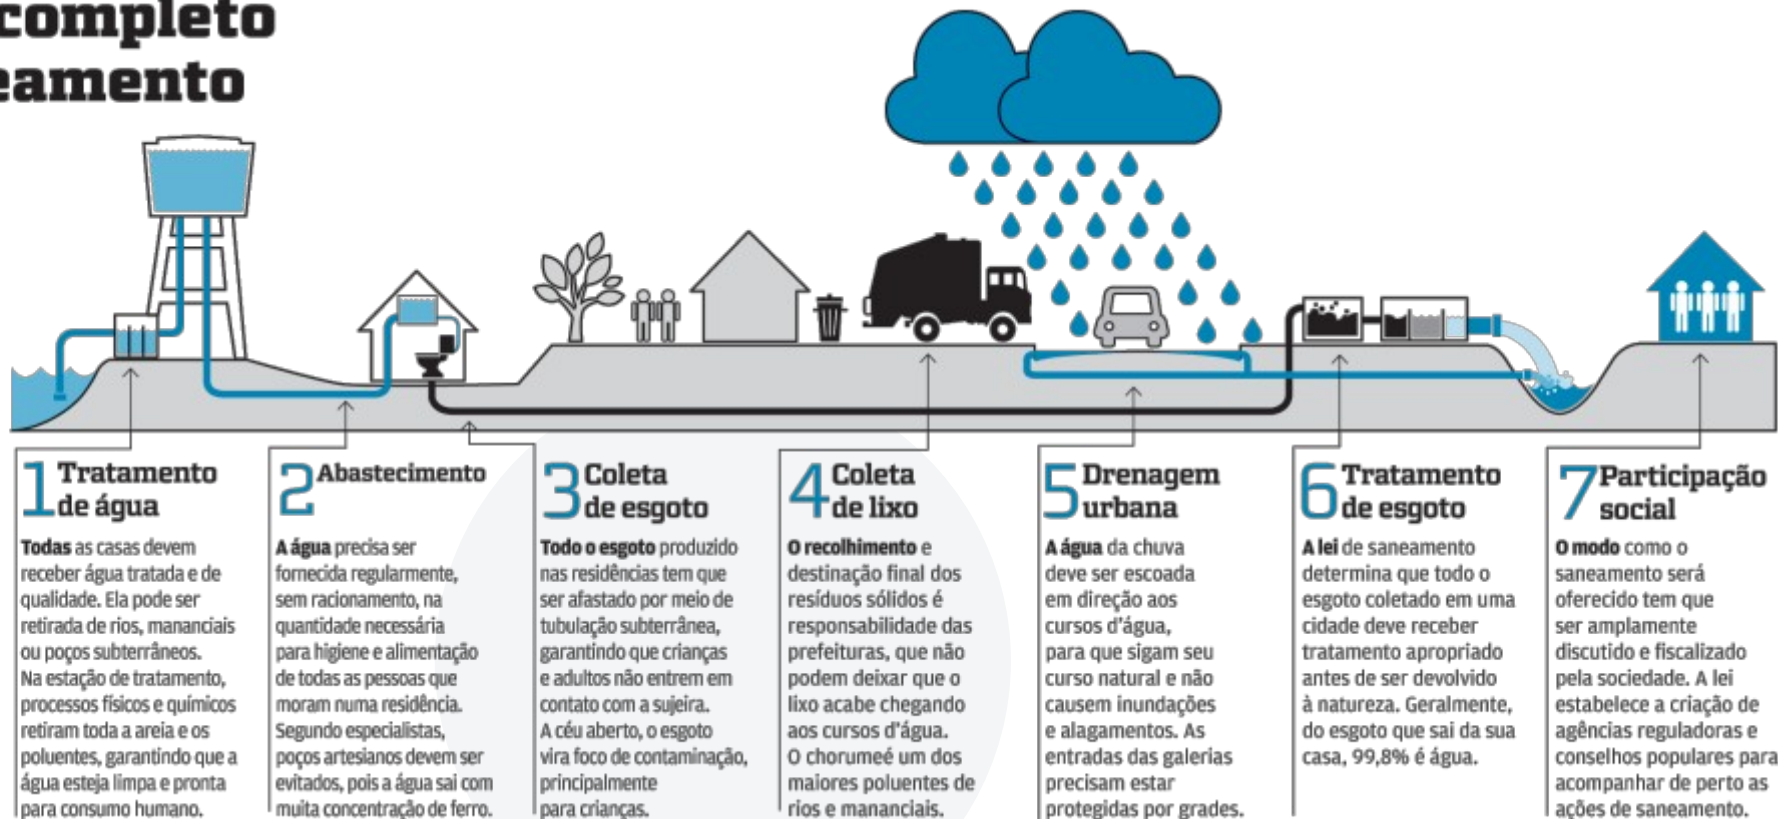 completo
eamento
1 Tratamento
de água
Todas as casas devem
receber água tratada e de
qualidade. Ela pode ser
retirada de rios, mananciais
ou poços subterrâneos.
Na estação de tratamento,
processos físicos e químicos
retiram toda a areia e os
poluentes, garantindo que a
água esteja limpa e pronta
para consumo humano.
2 Abastecimento
A água precisa ser
fornecida regularmente,
sem racionamento, na
quantidade necessária
para higiene e alimentação
de todas as pessoas que
moram numa residência.
Segundo especialistas,
poços artesianos devem ser
evitados, pois a água sai com
muita concentração de ferro.
3 Coleta
de esgoto
Todo o esgoto produzido
nas residências tem que
ser afastado por meio de
tubulação subterrânea,
garantindo que crianças
e adultos não entrem em
contato com a sujeira.
A céu aberto, o esgoto
vira foco de contaminação,
principalmente
para crianças.
4 Coleta
de lixo
O recolhimento e
destinação final dos
resíduos sólidos é
responsabilidade das
prefeituras, que não
podem deixar que o
lixo acabe chegando
aos cursos d'água.
O chorumeé um dos
maiores poluentes de
rios e mananciais.
5 Drenagem
urbana
A água da chuva
deve ser escoada
em direção aos
cursos d'água,
para que sigam seu
curso natural e não
causem inundações
e alagamentos. As
entradas das galerias
precisam estar
protegidas por grades.
6 Tratamento
de esgoto
A lei de saneamento
determina que todo o
esgoto coletado em uma
cidade deve receber
tratamento apropriado
antes de ser devolvido
à natureza. Geralmente,
do esgoto que sai da sua
casa, 99,8% é água.
7 Participação
social
O modo como o
saneamento será
oferecido tem que
ser amplamente
discutido e fiscalizado
pela sociedade. A lei
estabelece a criação de
agências reguladoras e
conselhos populares para
acompanhar de perto as
ações de saneamento.